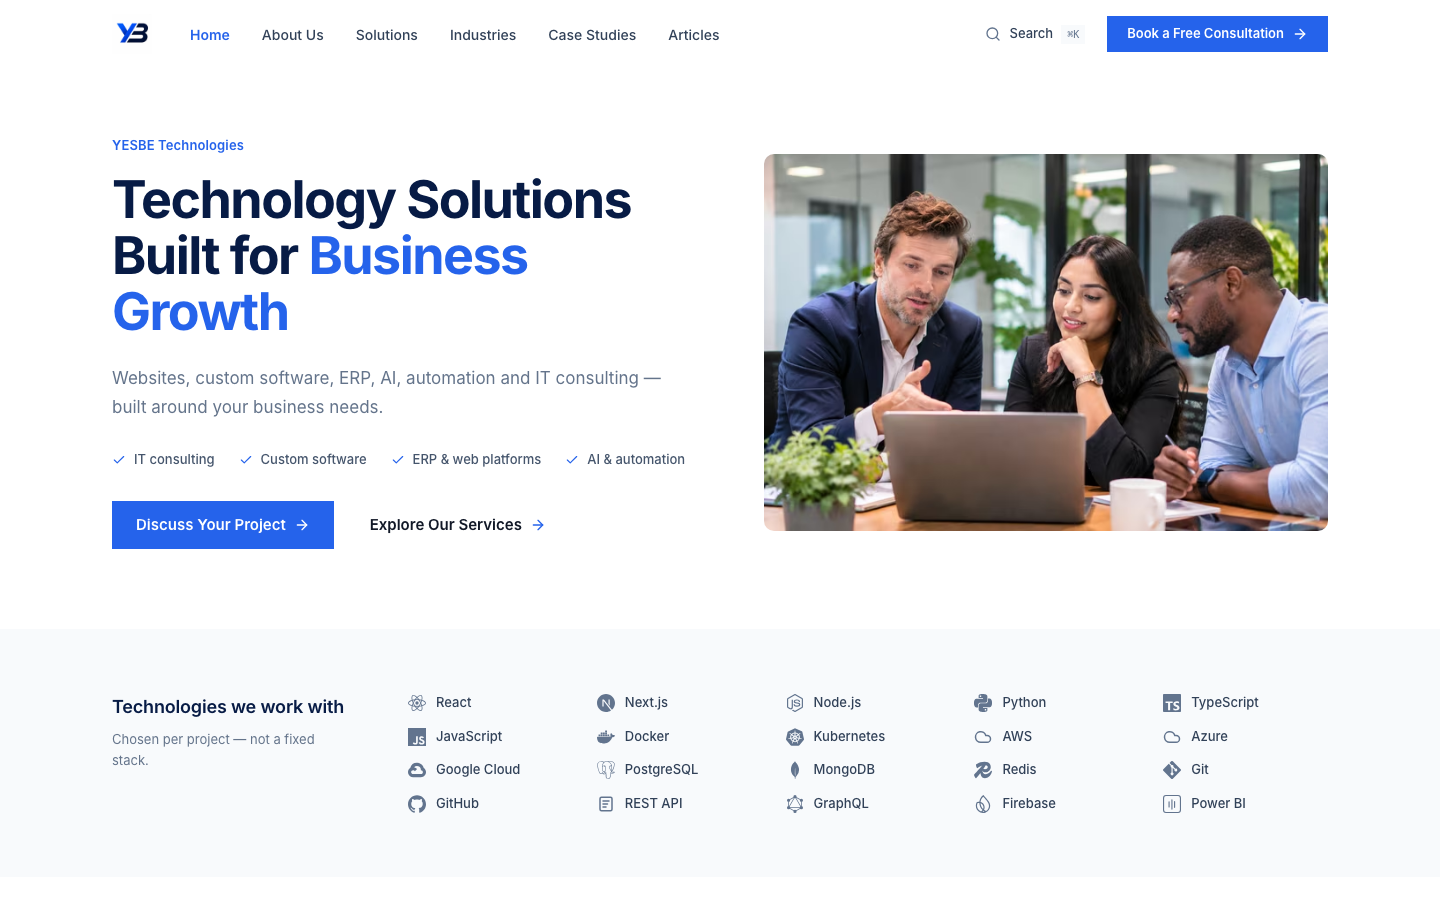 YB
Home
About Us
Solutions
Industries
Case Studies
Articles
Search
⌘K
Book a Free Consultation
YESBE Technologies
Technology Solutions
Built for Business
Growth
Websites, custom software, ERP, AI, automation and IT consulting —
built around your business needs.
IT consulting
Custom software
ERP & web platforms
AI & automation
Discuss Your Project
Explore Our Services
Technologies we work with
Chosen per project — not a fixed
stack.
React
Next.js
Node.js
Python
TypeScript
JavaScript
Docker
Kubernetes
AWS
Azure
Google Cloud
PostgreSQL
MongoDB
Redis
Git
GitHub
REST API
GraphQL
Firebase
Power BI